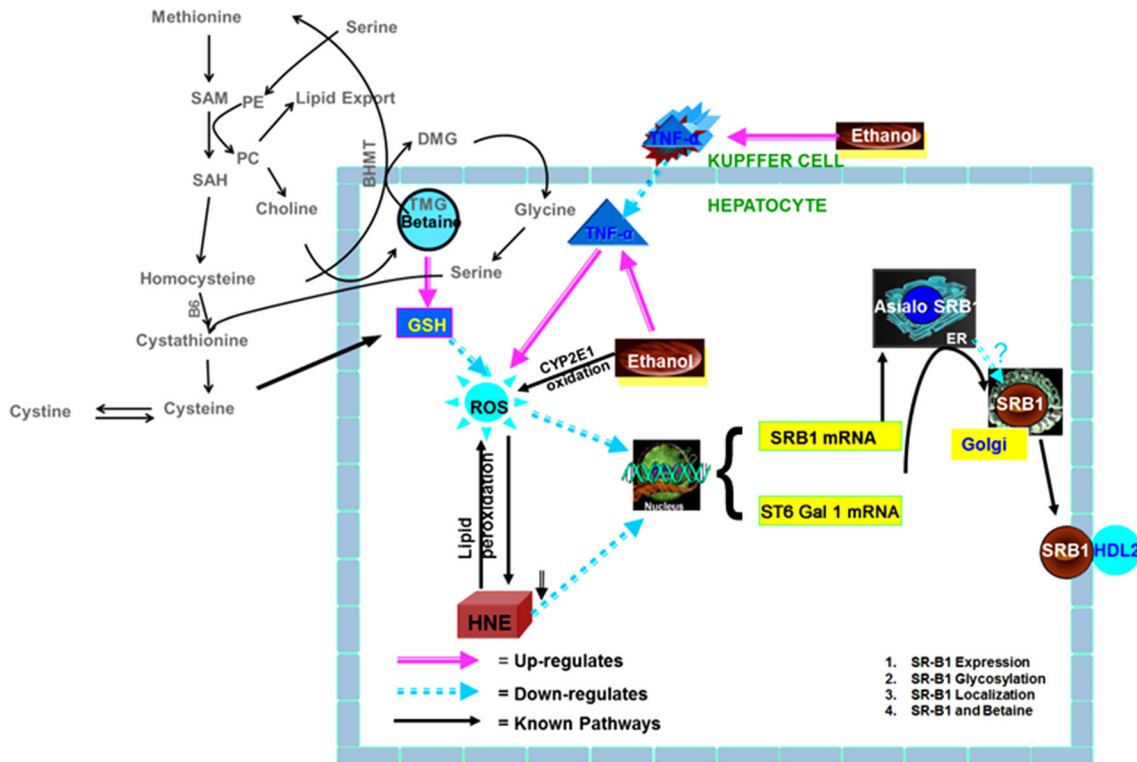 Methionine
Serine
SAM
PE
Lipid Export
PC
SAH
Choline
BHMT
DMG
TMG
Betaine
Glycine
Serine
Homocysteine
B6
Cystathionine
GSH
Cystine
Cysteine
TNF-α
Ethanol
KUPFFER CELL
HEPATOCYTE
TNF-α
CYP2E1
oxidation
Ethanol
ROS
Lipid
peroxidation
HNE
Nucleus
SRB1 mRNA
ST6 Gal 1 mRNA
Asialo SRB1
ER
?
SRB1
Golgi
SRB1
HDL2
= Up-regulates
= Down-regulates
= Known Pathways
1. SR-B1 Expression
2. SR-B1 Glycosylation
3. SR-B1 Localization
4. SR-B1 and Betaine